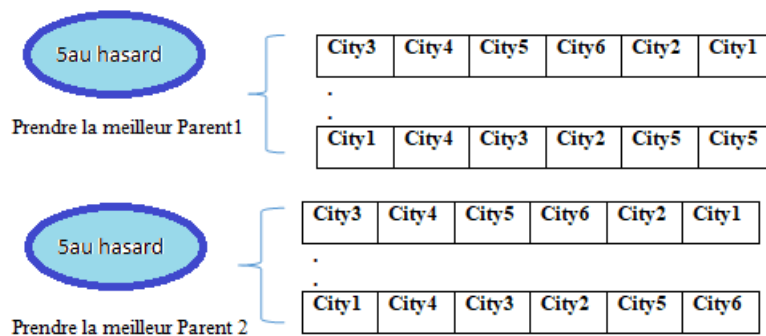 5au hasard
City3 City4 City5 City6 City2 City1
.
.
Prendre la meilleur Parent1
City1 City4 City3 City2 City5 City5
5au hasard
City3 City4 City5 City6 City2 City1
.
.
Prendre la meilleur Parent 2
City1 City4 City3 City2 City5 City6